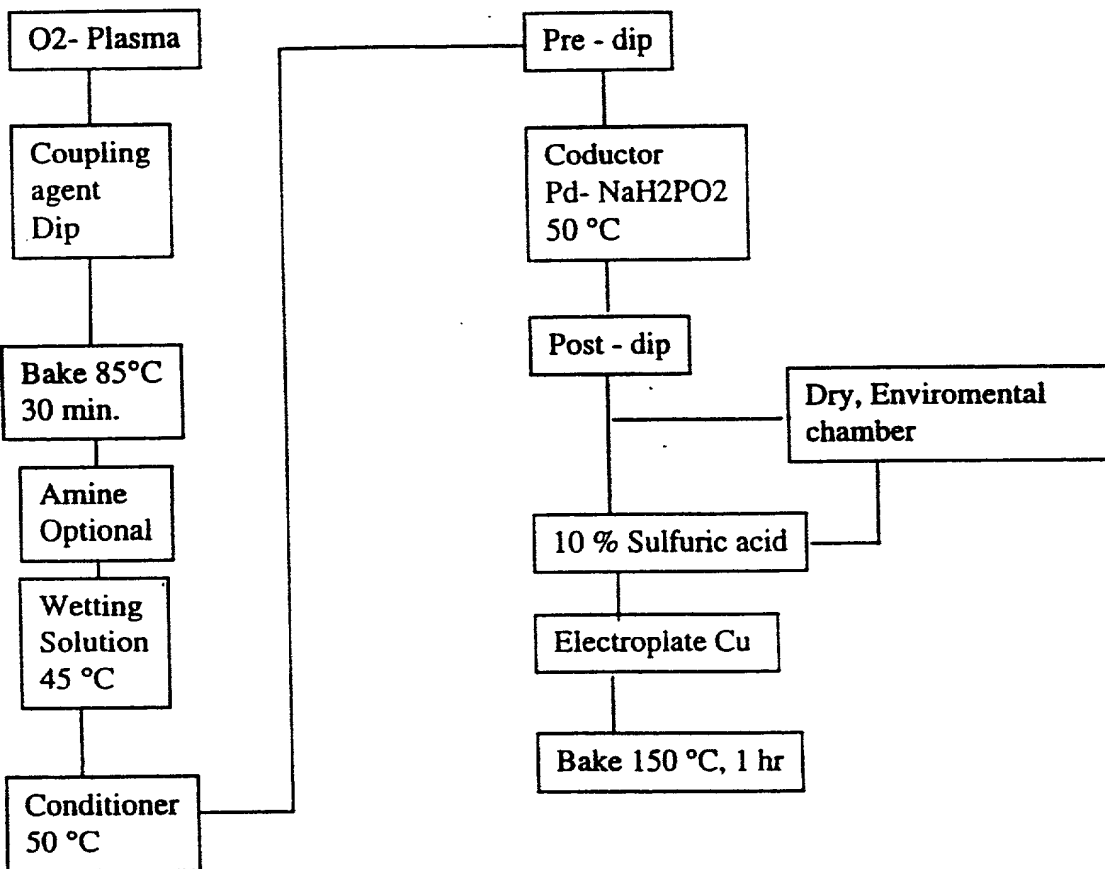 O2- Plasma
Coupling
agent
Dip
Bake 85°C
30 min.
Amine
Optional
Wetting
Solution
45 °C
Conditioner
50 °C
Pre - dip
Coductor
Pd- NaH2PO2
50 °C
Post - dip
Dry, Enviromental
chamber
10 % Sulfuric acid
Electroplate Cu
Bake 150 °C, 1 hr